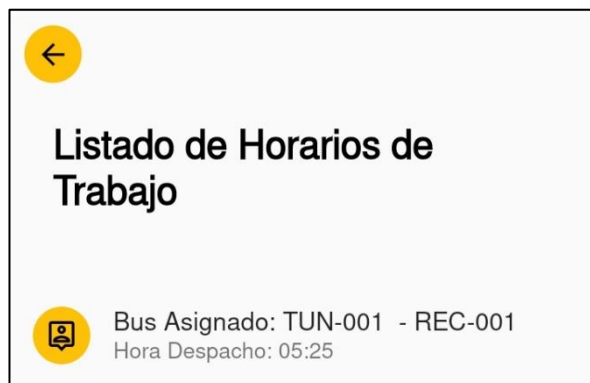 Listado de Horarios de
Trabajo
Bus Asignado: TUN-001  - REC-001
Hora Despacho: 05:25